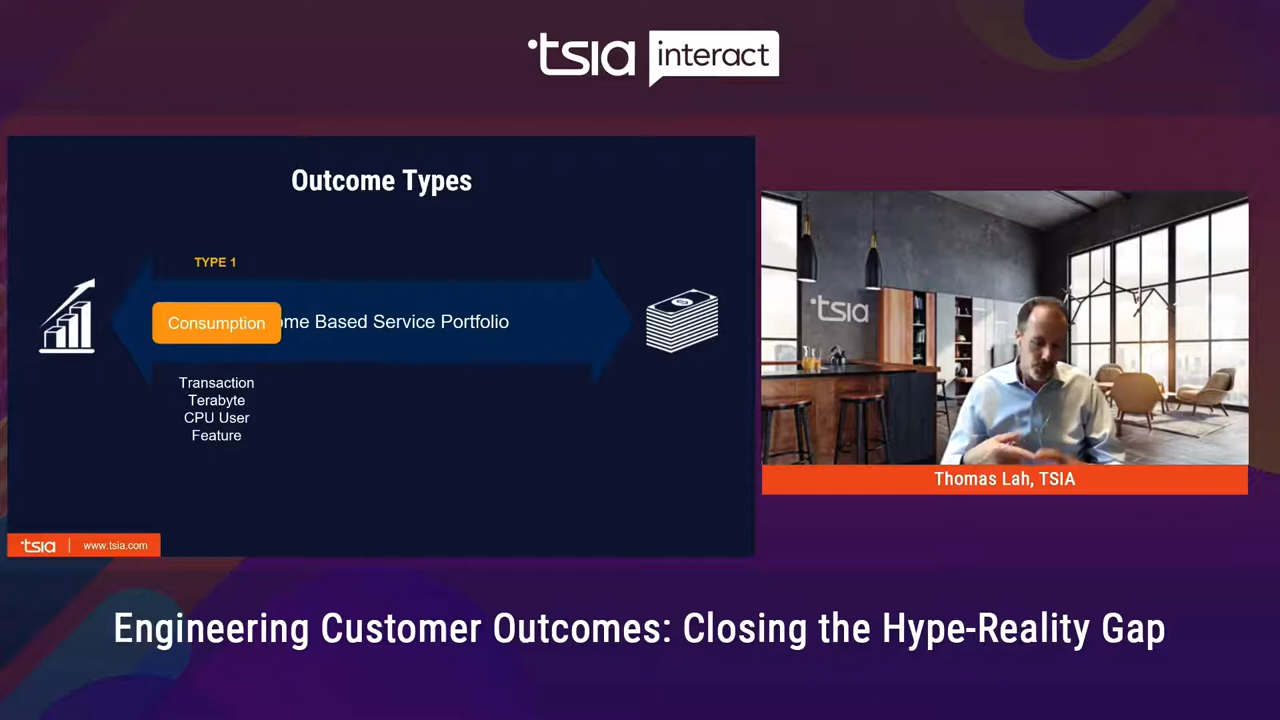 tsia interact
Outcome Types
TYPE 1
Consumption ome Based Service Portfolio
Transaction
Terabyte
CPU User
Feature
tsia | www.tsia.com
tsia
Thomas Lah, TSIA
Engineering Customer Outcomes: Closing the Hype-Reality Gap